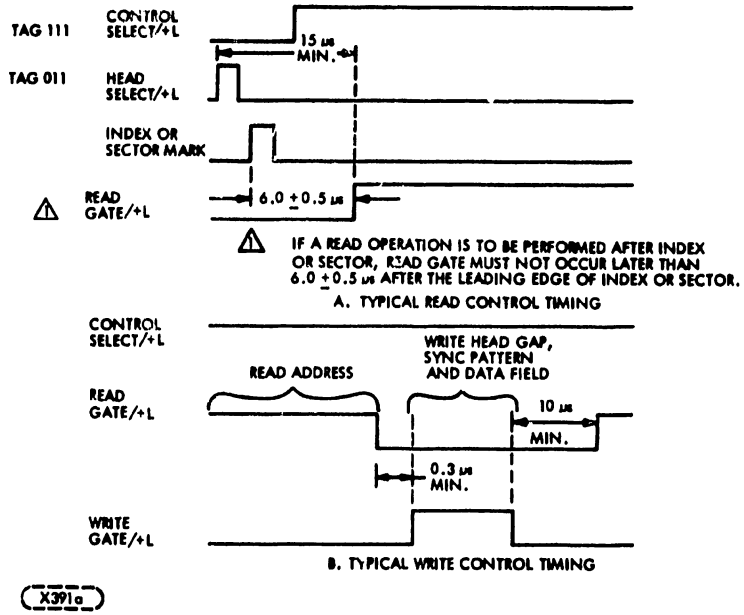 TAG 111 CONTROL
SELECT/+L
15 µs
MIN.
TAG 011 HEAD
SELECT/+L
INDEX OR
SECTOR MARK
1 READ
GATE/+L
6.0 ± 0.5 µs
1 IF A READ OPERATION IS TO BE PERFORMED AFTER INDEX
OR SECTOR, READ GATE MUST NOT OCCUR LATER THAN
6.0 ± 0.5 µs AFTER THE LEADING EDGE OF INDEX OR SECTOR.
A. TYPICAL READ CONTROL TIMING
CONTROL
SELECT/+L
WRITE HEAD GAP,
SYNC PATTERN
AND DATA FIELD
READ ADDRESS
READ
GATE/+L
10 µs
MIN.
0.3 µs
MIN.
WRITE
GATE/+L
B. TYPICAL WRITE CONTROL TIMING
X391a